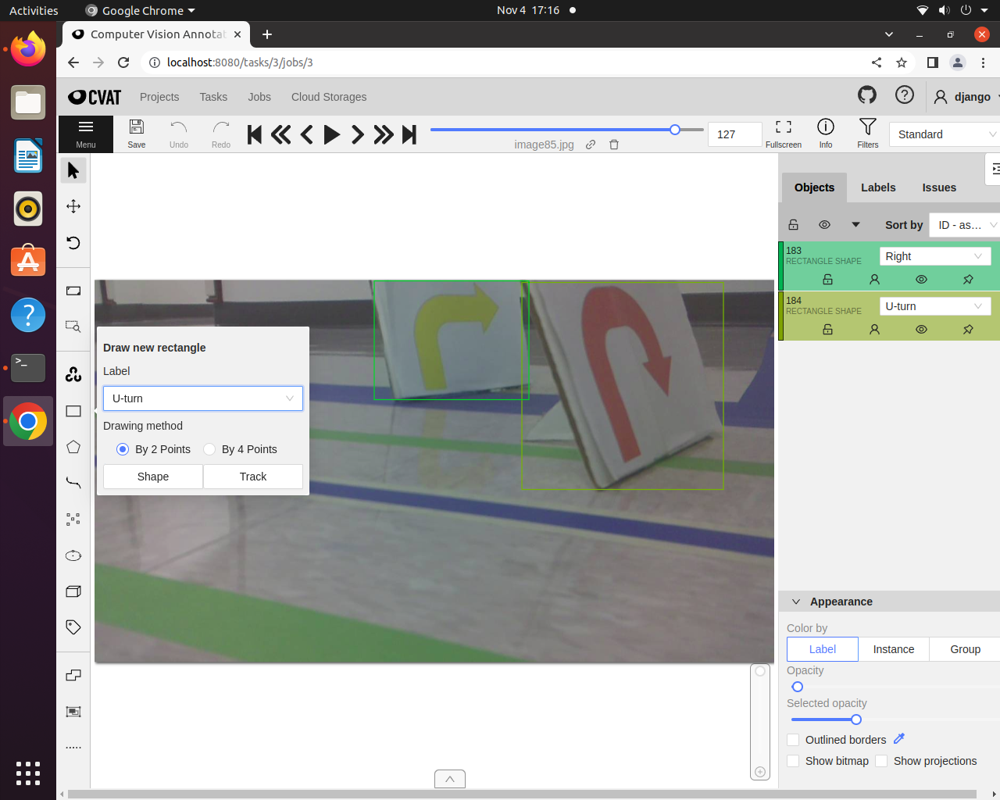 Activities
Google Chrome
Nov 4 17:16
Computer Vision Annotat
localhost:8080/tasks/3/jobs/3
CVAT
Projects
Tasks
Jobs
Cloud Storages
django
Menu
Save
Undo
Redo
image85.jpg
127
Fullscreen
Info
Filters
Standard
Objects
Labels
Issues
Sort by
ID - as...
183
RECTANGLE SHAPE
Right
184
RECTANGLE SHAPE
U-turn
Draw new rectangle
Label
U-turn
Drawing method
By 2 Points
By 4 Points
Shape
Track
Appearance
Color by
Label
Instance
Group
Opacity
Selected opacity
Outlined borders
Show bitmap
Show projections